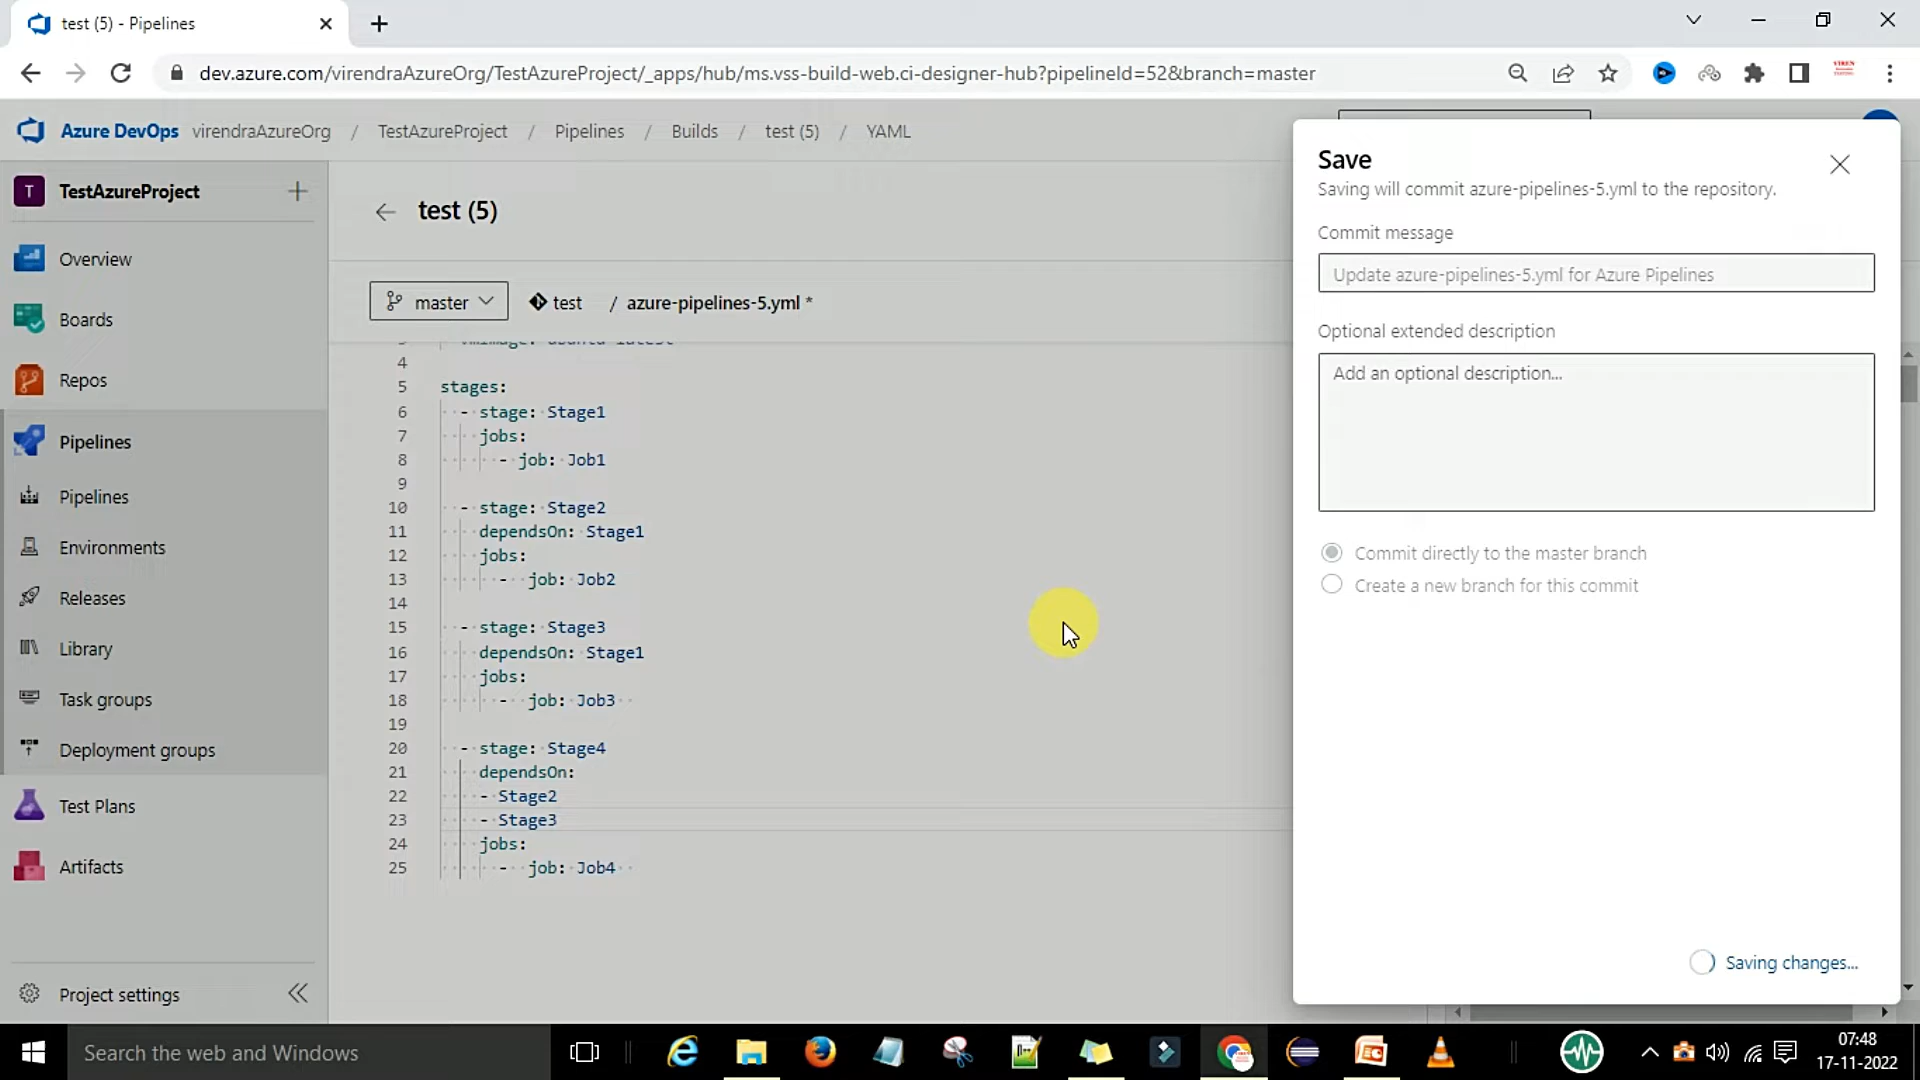 test (5) - Pipelines
dev.azure.com/virendraAzureOrg/TestAzureProject/_apps/hub/ms.vss-build-web.ci-designer-hub?pipelineId=52&branch=master
Azure DevOps virendraAzureOrg / TestAzureProject / Pipelines / Builds / test (5) / YAML
T TestAzureProject
Overview
Boards
Repos
Pipelines
Pipelines
Environments
Releases
Library
Task groups
Deployment groups
Test Plans
Artifacts
Project settings
test (5)
master test / azure-pipelines-5.yml *
4
5 stages:
6 - stage: Stage1
7 jobs:
8 - job: Job1
9
10 - stage: Stage2
11 dependsOn: Stage1
12 jobs:
13 - job: Job2
14
15 - stage: Stage3
16 dependsOn: Stage1
17 jobs:
18 - job: Job3
19
20 - stage: Stage4
21 dependsOn:
22 - Stage2
23 - Stage3
24 jobs:
25 - job: Job4
Save
Saving will commit azure-pipelines-5.yml to the repository.
Commit message
Update azure-pipelines-5.yml for Azure Pipelines
Optional extended description
Add an optional description...
Commit directly to the master branch
Create a new branch for this commit
Saving changes...
Search the web and Windows
07:48
17-11-2022